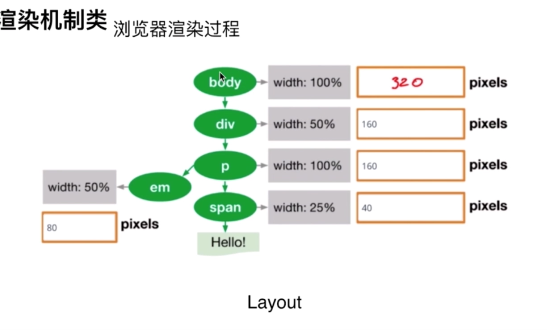 渲染机制类 浏览器渲染过程
body width: 100% 320 pixels
div width: 50% 160 pixels
p width: 100% 160 pixels
width: 50% em
span width: 25% 40 pixels
80 pixels
Hello!
Layout